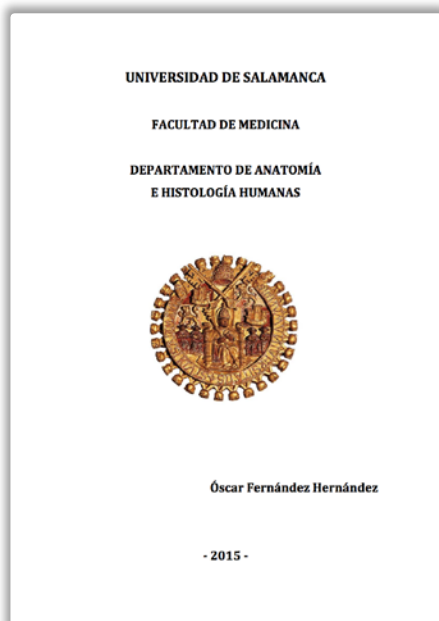 UNIVERSIDAD DE SALAMANCA
FACULTAD DE MEDICINA
DEPARTAMENTO DE ANATOMÍA
E HISTOLOGÍA HUMANAS
Óscar Fernández Hernández
- 2015 -